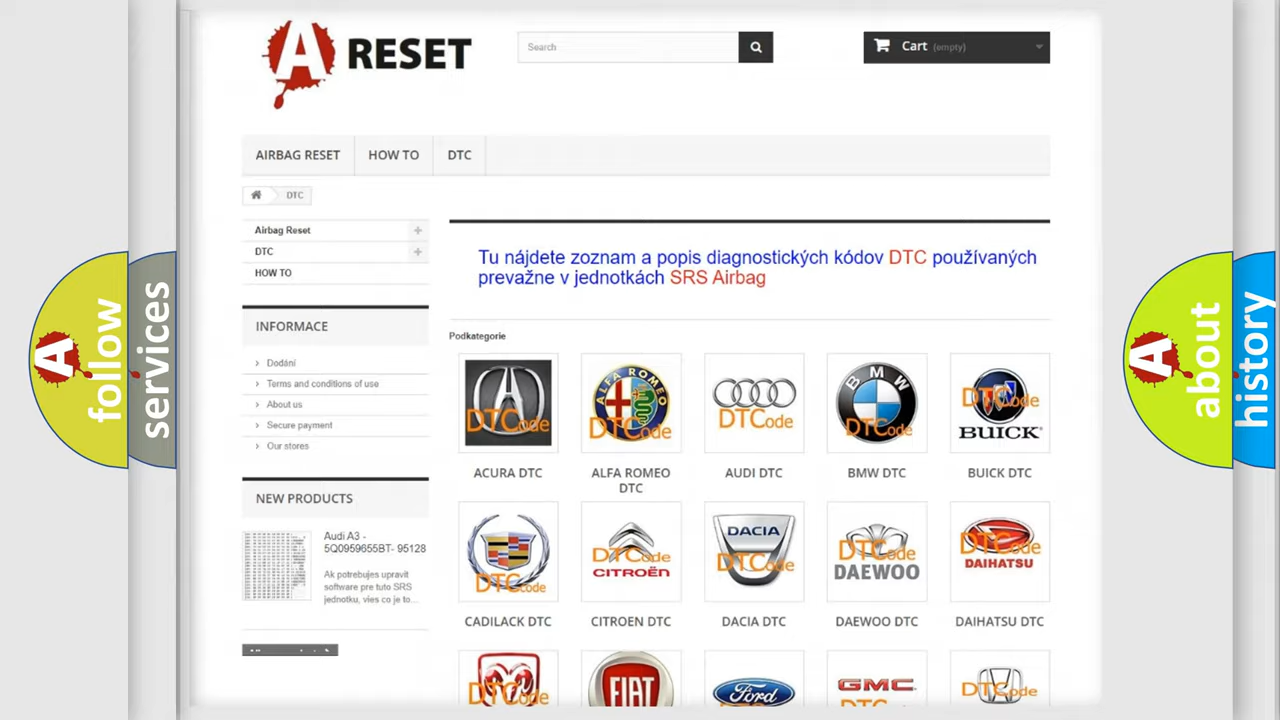 A RESET
Search
Cart (empty)
AIRBAG RESET
HOW TO
DTC
DTC
Airbag Reset
DTC
HOW TO
INFORMACE
Dodání
Terms and conditions of use
About us
Secure payment
Our stores
NEW PRODUCTS
Audi A3 -
5Q0959655BT- 95128
Ak potrebujes upravit
software pre tuto SRS
jednotku, vies co je to...
Tu nájdete zoznam a popis diagnostických kódov DTC používaných
prevažne v jednotkách SRS Airbag
Podkategorie
DTCode
ALFA ROMEO
DTCode
DTCode
BMW
DTCode
DTCode
BUICK
ACURA DTC
ALFA ROMEO
DTC
AUDI DTC
BMW DTC
BUICK DTC
DTCode
DTCode
CITROËN
DACIA
DTCode
DTCode
DAEWOO
DTCode
DAIHATSU
CADILACK DTC
CITROEN DTC
DACIA DTC
DAEWOO DTC
DAIHATSU DTC
DTCode
FIAT
Ford
GMC
DTCode
A follow
services
A about
history